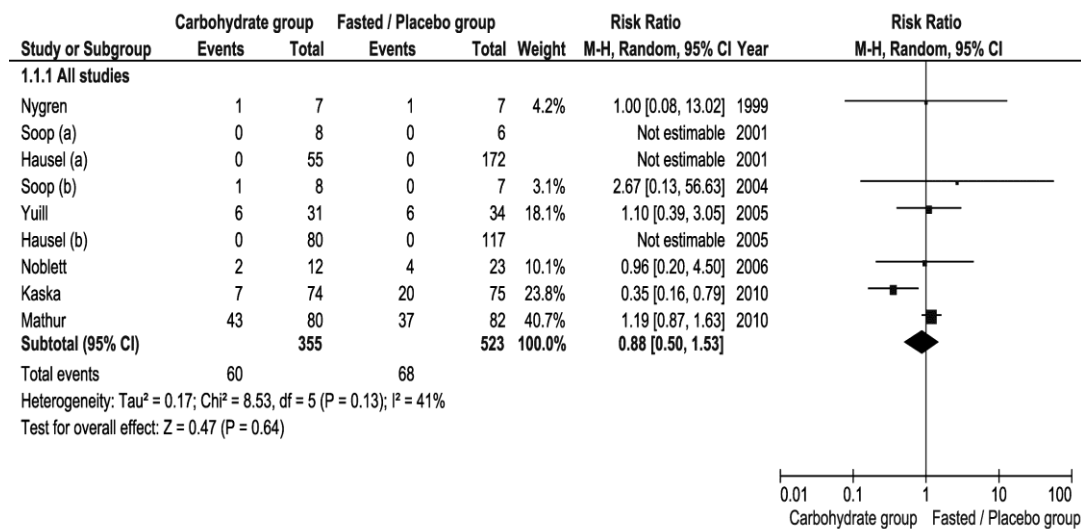 Carbohydrate group Fasted / Placebo group Risk Ratio Risk Ratio
Study or Subgroup Events Total Events Total Weight M-H, Random, 95% CI Year M-H, Random, 95% CI
1.1.1 All studies
Nygren 1 7 1 7 4.2% 1.00 [0.08, 13.02] 1999
Soop (a) 0 8 0 6 Not estimable 2001
Hausel (a) 0 55 0 172 Not estimable 2001
Soop (b) 1 8 0 7 3.1% 2.67 [0.13, 56.63] 2004
Yuill 6 31 6 34 18.1% 1.10 [0.39, 3.05] 2005
Hausel (b) 0 80 0 117 Not estimable 2005
Noblett 2 12 4 23 10.1% 0.96 [0.20, 4.50] 2006
Kaska 7 74 20 75 23.8% 0.35 [0.16, 0.79] 2010
Mathur 43 80 37 82 40.7% 1.19 [0.87, 1.63] 2010
Subtotal (95% CI) 355 523 100.0% 0.88 [0.50, 1.53]
Total events 60 68
Heterogeneity: Tau² = 0.17; Chi² = 8.53, df = 5 (P = 0.13); I² = 41%
Test for overall effect: Z = 0.47 (P = 0.64)
0.01 0.1 1 10 100
Carbohydrate group Fasted / Placebo group